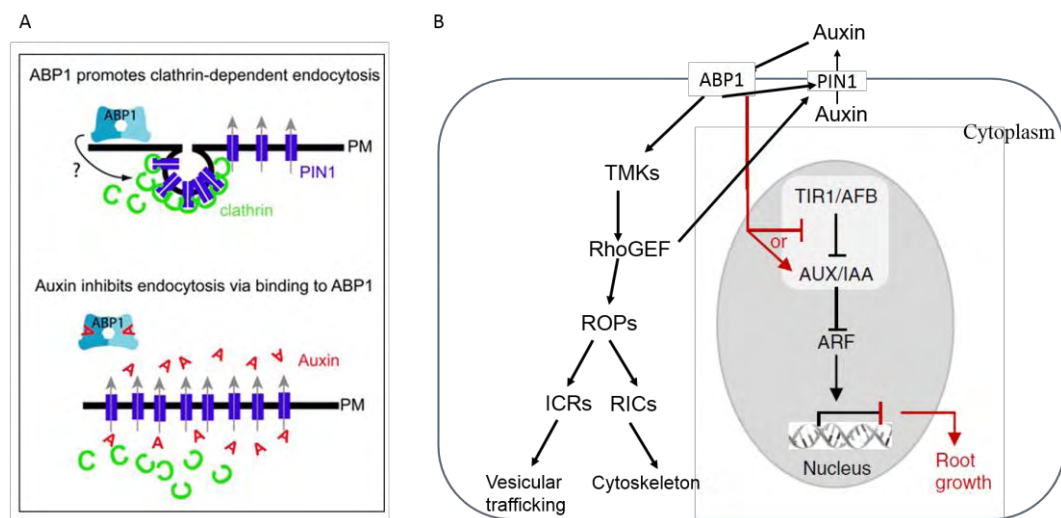 A
ABP1 promotes clathrin-dependent endocytosis
ABP1
PM
?
PIN1
C C C C C C C C C C C
clathrin
Auxin inhibits endocytosis via binding to ABP1
ABP1
A A
A A A A A A
Auxin
PM
A A A A A A
C C C C C C C C
B
Auxin
ABP1
PIN1
Auxin
Cytoplasm
TMKs
TIR1/AFB
RhoGEF
or
AUX/IAA
ROPs
ARF
ICRs RICs
Nucleus
Root
growth
Vesicular
trafficking
Cytoskeleton